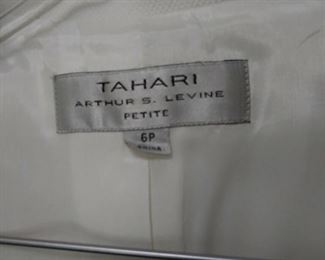 TAHARI
ARTHUR S. LEVINE
PETITE
6P
CHINA